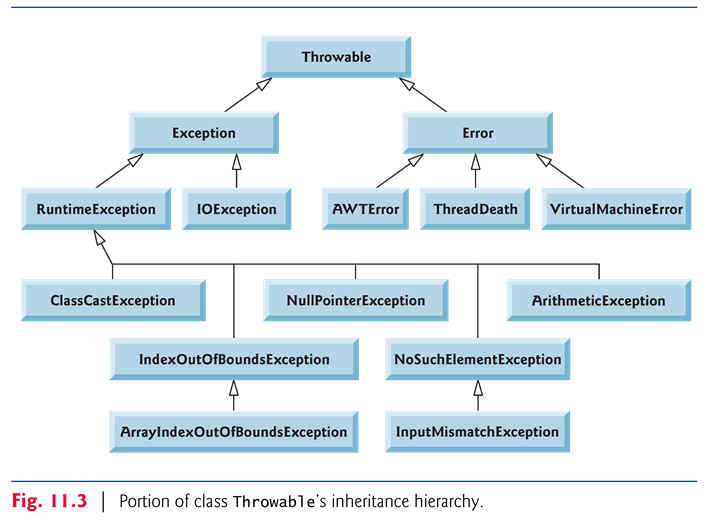 Throwable
Exception
Error
RuntimeException
IOException
AWTError
ThreadDeath
VirtualMachineError
ClassCastException
NullPointerException
ArithmeticException
IndexOutOfBoundsException
NoSuchElementException
ArrayIndexOutOfBoundsException
InputMismatchException
Fig. 11.3 | Portion of class Throwable's inheritance hierarchy.